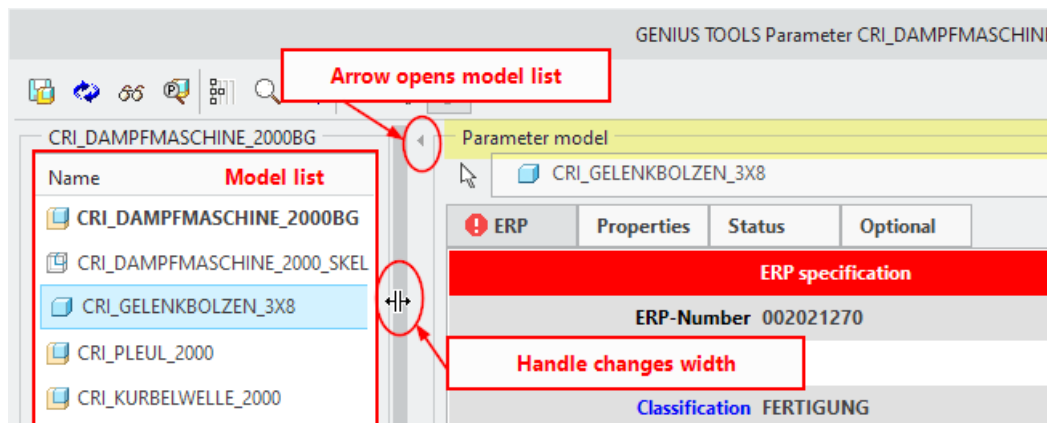 GENIUS TOOLS Parameter CRI_DAMPFMASCHINE
Arrow opens model list
CRI_DAMPFMASCHINE_2000BG
Parameter model
Name
Model list
CRI_GELENKBOLZEN_3X8
CRI_DAMPFMASCHINE_2000BG
ERP
Properties
Status
Optional
CRI_DAMPFMASCHINE_2000_SKEL
ERP specification
CRI_GELENKBOLZEN_3X8
ERP-Number 002021270
CRI_PLEUL_2000
Handle changes width
CRI_KURBELWELLE_2000
Classification FERTIGUNG